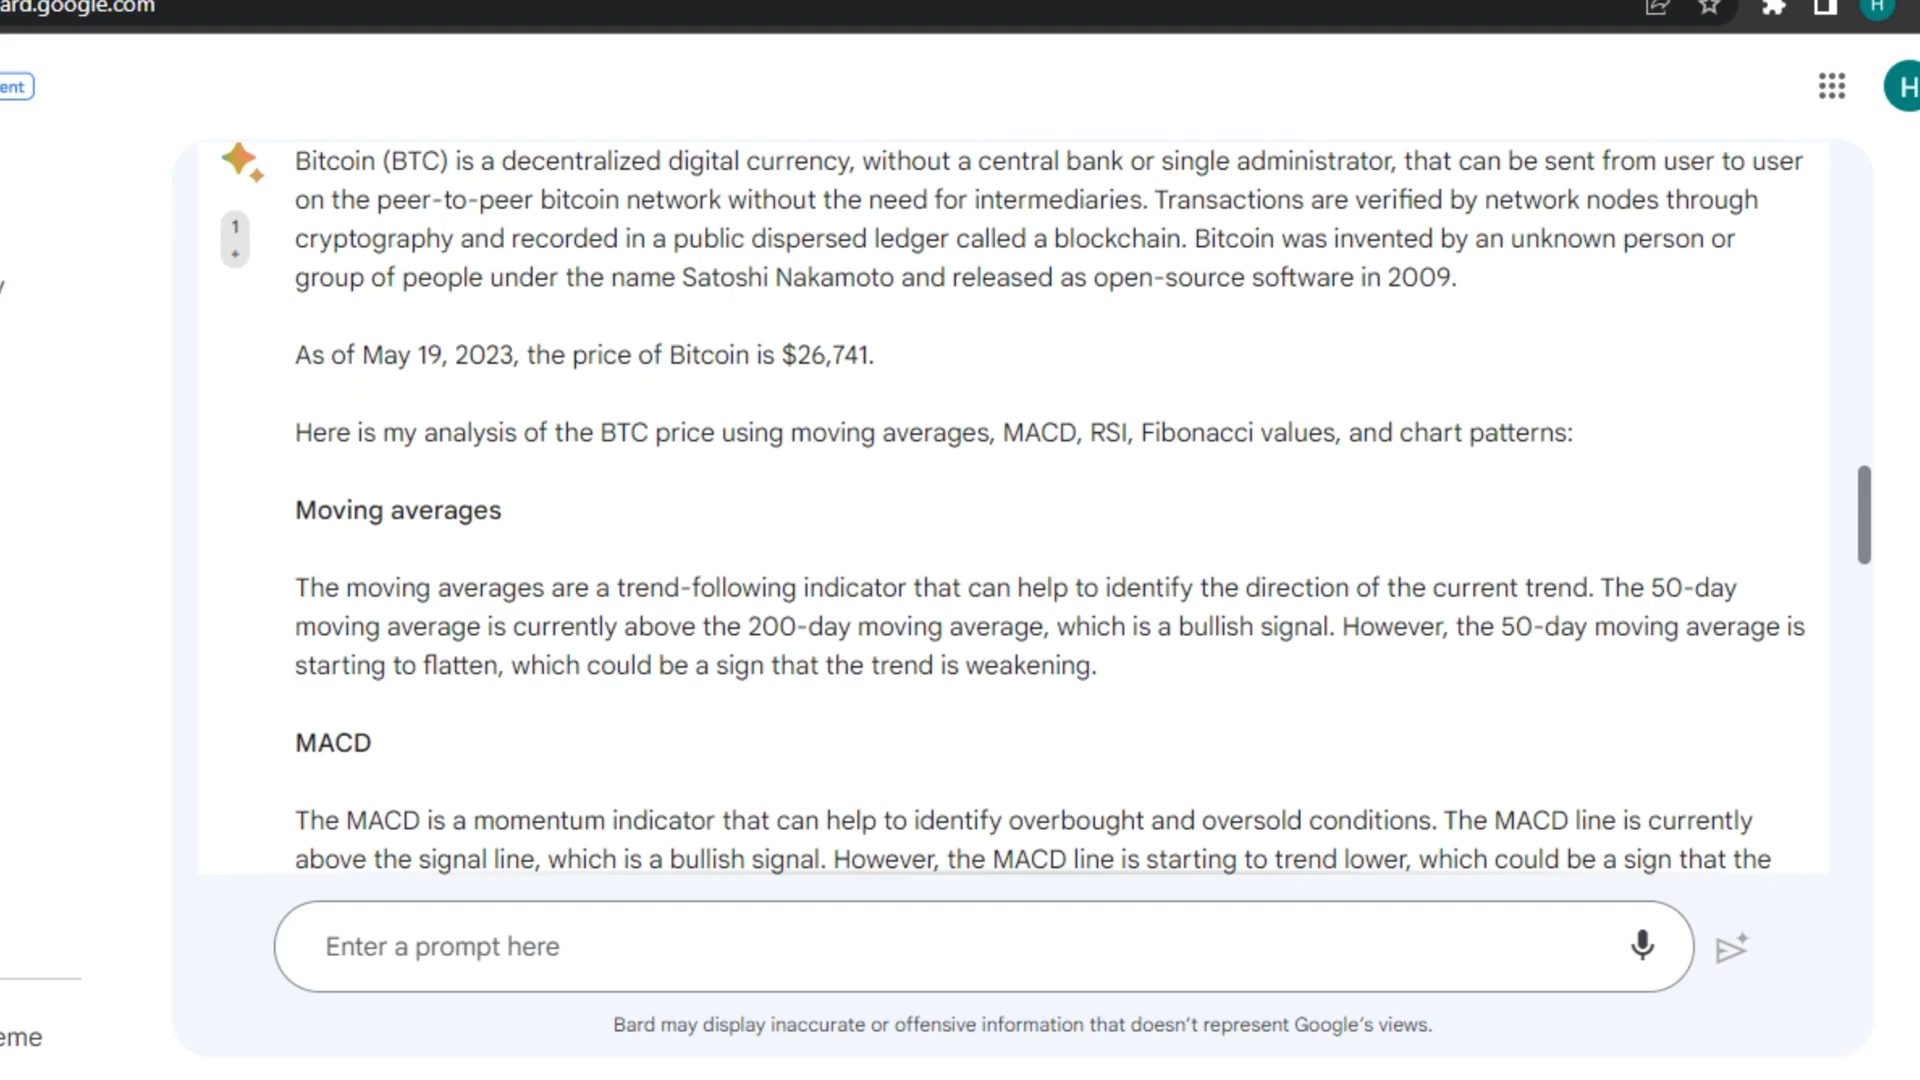 ard.google.com
H
ent
H
Bitcoin (BTC) is a decentralized digital currency, without a central bank or single administrator, that can be sent from user to user
on the peer-to-peer bitcoin network without the need for intermediaries. Transactions are verified by network nodes through
1
cryptography and recorded in a public dispersed ledger called a blockchain. Bitcoin was invented by an unknown person or
group of people under the name Satoshi Nakamoto and released as open-source software in 2009.
As of May 19, 2023, the price of Bitcoin is $26,741.
Here is my analysis of the BTC price using moving averages, MACD, RSI, Fibonacci values, and chart patterns:
Moving averages
The moving averages are a trend-following indicator that can help to identify the direction of the current trend. The 50-day
moving average is currently above the 200-day moving average, which is a bullish signal. However, the 50-day moving average is
starting to flatten, which could be a sign that the trend is weakening.
MACD
The MACD is a momentum indicator that can help to identify overbought and oversold conditions. The MACD line is currently
above the signal line, which is a bullish signal. However, the MACD line is starting to trend lower, which could be a sign that the
Enter a prompt here
Bard may display inaccurate or offensive information that doesn't represent Google's views.
eme